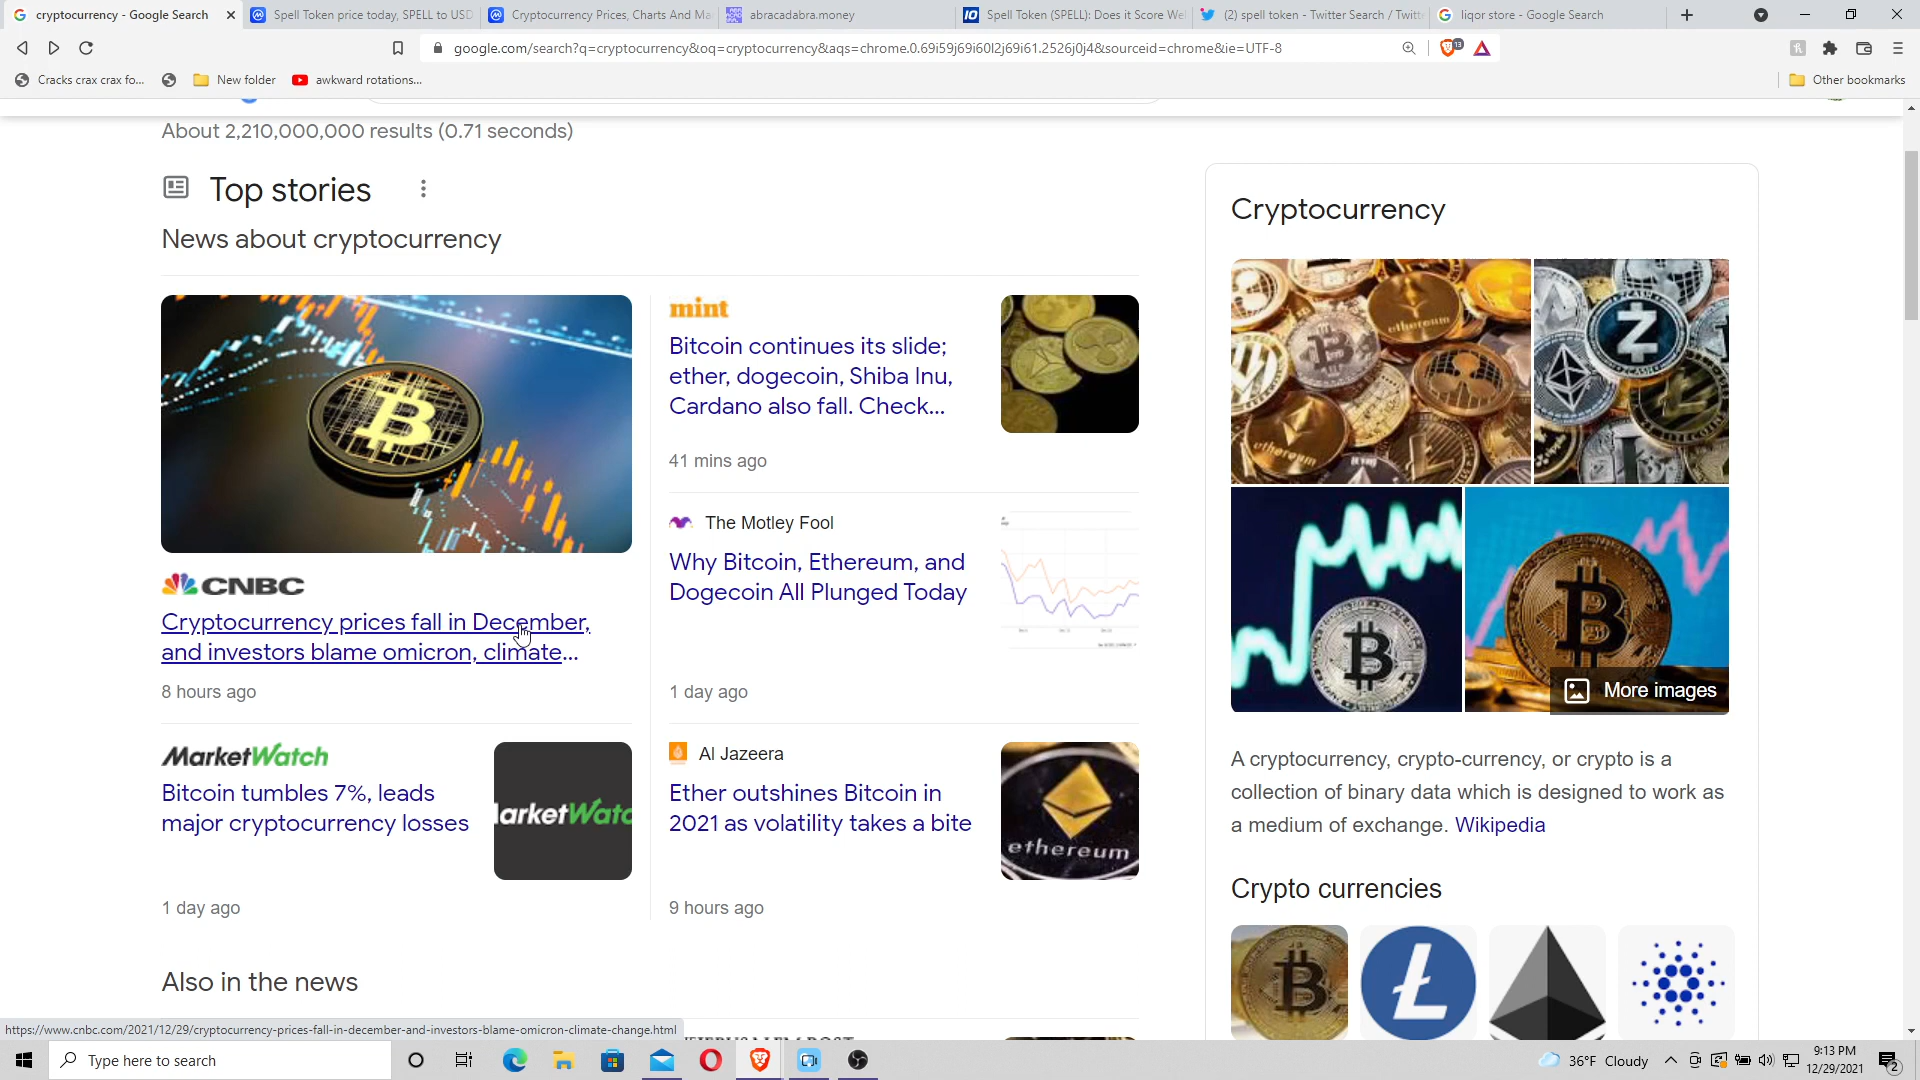 cryptocurrency - Google Search
Spell Token price today, SPELL to USD
Cryptocurrency Prices, Charts And Ma
abracadabra.money
Spell Token (SPELL): Does it Score Wel
(2) spell token - Twitter Search / Twitte
liqor store - Google Search
google.com/search?q=cryptocurrency&oq=cryptocurrency&aqs=chrome.0.69i59j69i60l2j69i61.2526j0j4&sourceid=chrome&ie=UTF-8
13
Cracks crax crax fo...
New folder
awkward rotations...
Other bookmarks
About 2,210,000,000 results (0.71 seconds)
Top stories
News about cryptocurrency
CNBC
Cryptocurrency prices fall in December,
and investors blame omicron, climate...
8 hours ago
mint
Bitcoin continues its slide;
ether, dogecoin, Shiba Inu,
Cardano also fall. Check...
41 mins ago
The Motley Fool
Why Bitcoin, Ethereum, and
Dogecoin All Plunged Today
1 day ago
MarketWatch
Bitcoin tumbles 7%, leads
major cryptocurrency losses
1 day ago
arketWatc
Al Jazeera
Ether outshines Bitcoin in
2021 as volatility takes a bite
9 hours ago
ethereum
Also in the news
Cryptocurrency
ethereum
ZCASH
More images
A cryptocurrency, crypto-currency, or crypto is a
collection of binary data which is designed to work as
a medium of exchange. Wikipedia
Crypto currencies
https://www.cnbc.com/2021/12/29/cryptocurrency-prices-fall-in-december-and-investors-blame-omicron-climate-change.html
Type here to search
36°F Cloudy
9:13 PM
12/29/2021
2